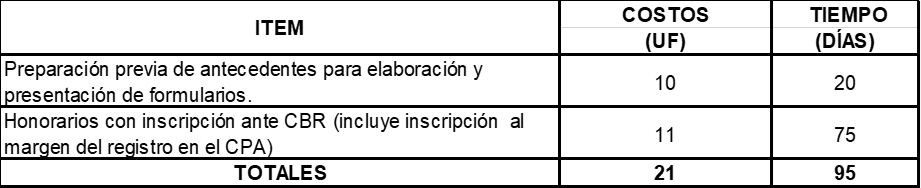 ITEM COSTOS TIEMPO
(UF) (DÍAS)
Preparación previa de antecedentes para elaboración y
presentación de formularios. 10 20
Honorarios con inscripción ante CBR (incluye inscripción al
margen del registro en el CPA) 11 75
TOTALES 21 95